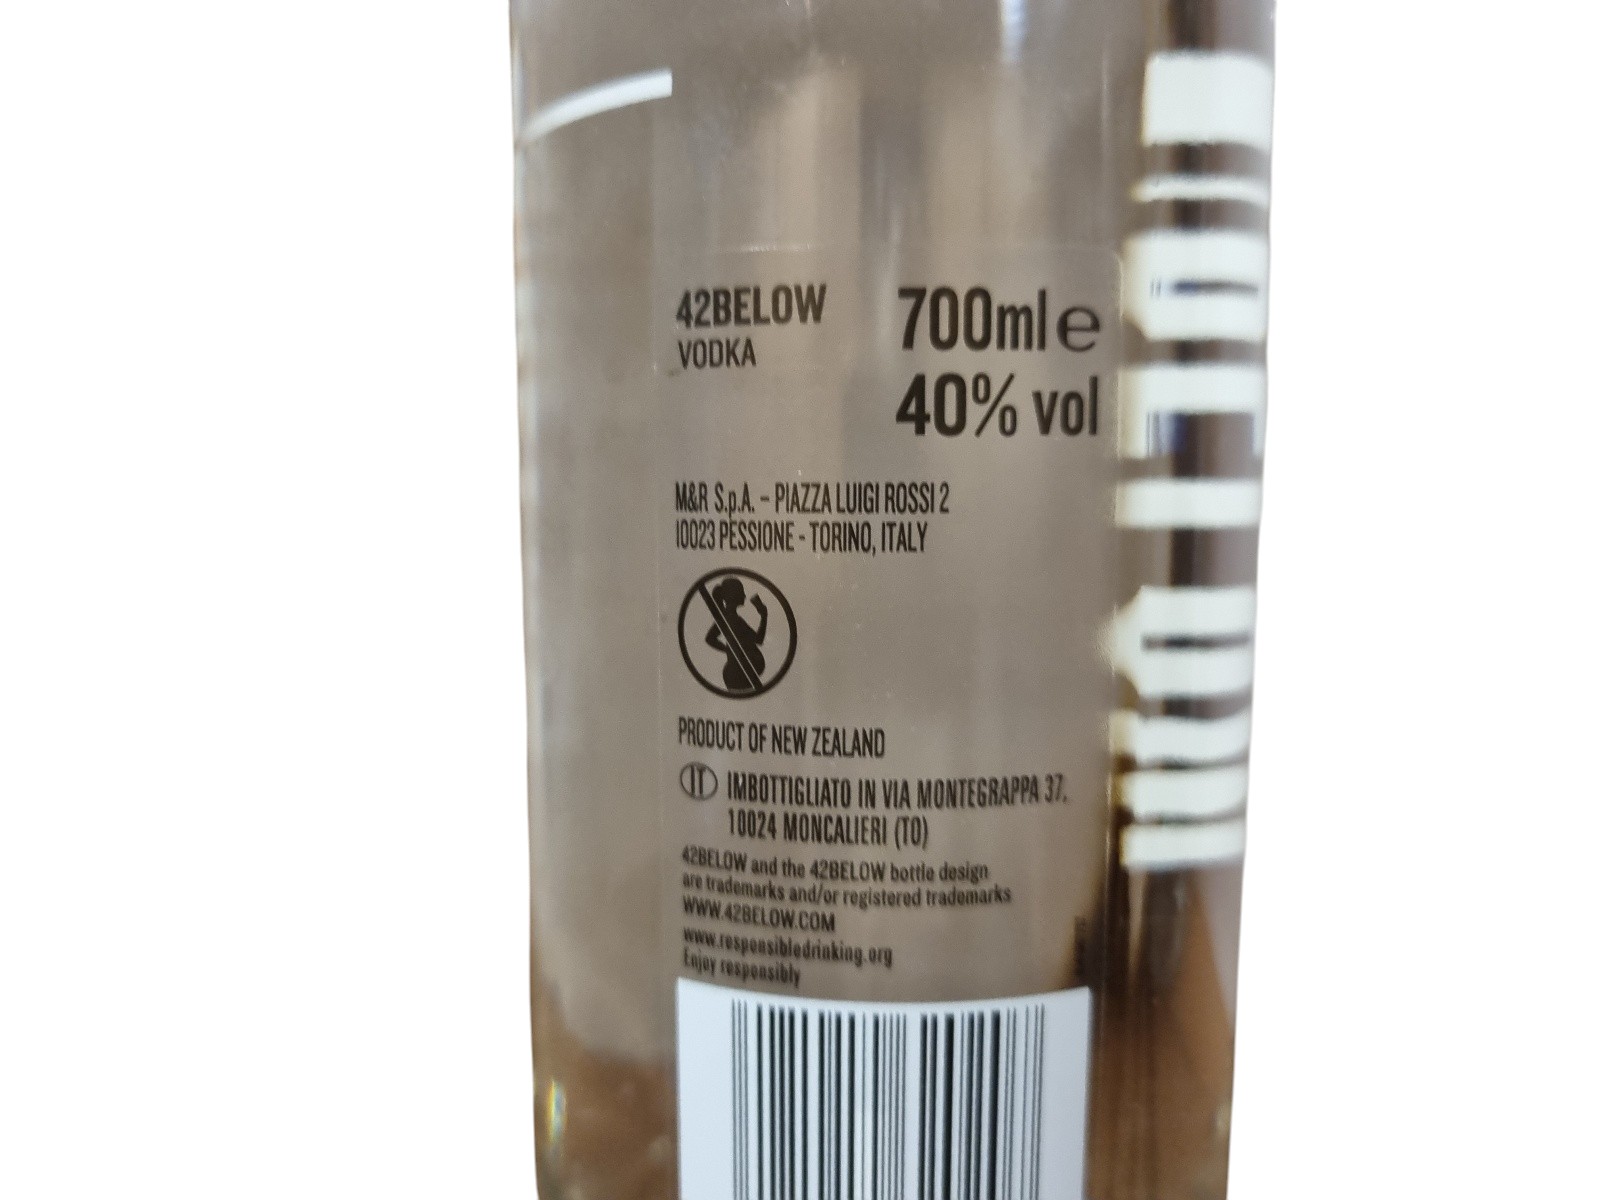 42BELOW
VODKA
700ml e
40% vol
M&R S.p.A. – PIAZZA LUIGI ROSSI 2
10023 PESSIONE - TORINO, ITALY
PRODUCT OF NEW ZEALAND
IT IMBOTTIGLIATO IN VIA MONTEGRAPPA 37,
10024 MONCALIERI (TO)
42BELOW and the 42BELOW bottle design
are trademarks and/or registered trademarks
WWW.42BELOW.COM
www.responsibledrinking.org
Enjoy responsibly